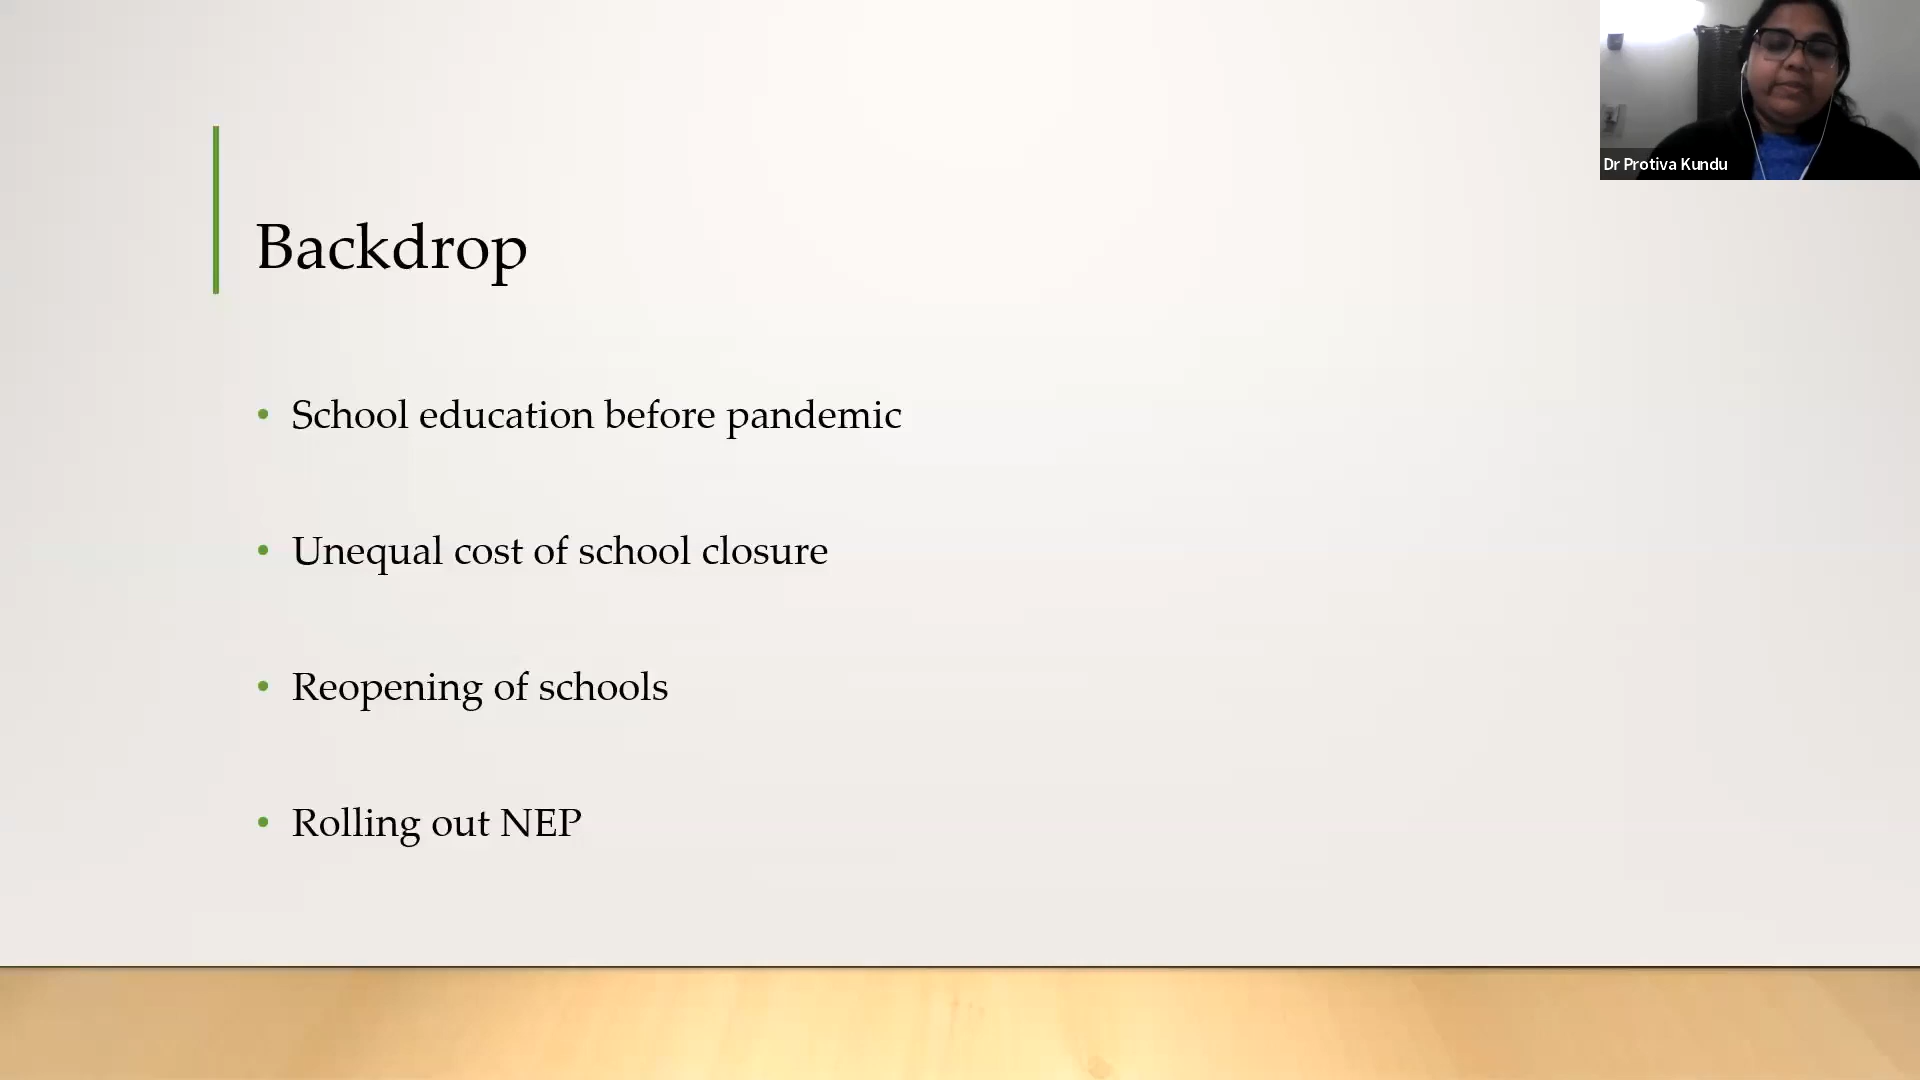 Dr Protiva Kundu
Backdrop
• School education before pandemic
• Unequal cost of school closure
• Reopening of schools
• Rolling out NEP